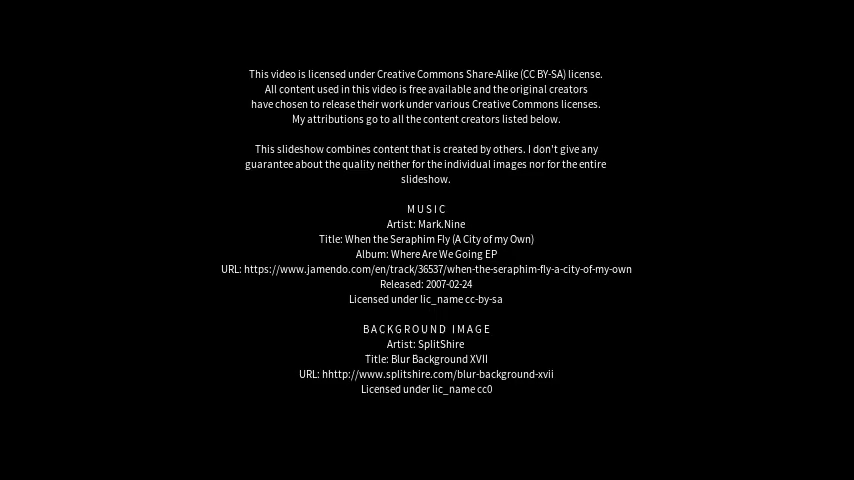 This video is licensed under Creative Commons Share-Alike (CC BY-SA) license.
All content used in this video is free available and the original creators
have chosen to release their work under various Creative Commons licenses.
My attributions go to all the content creators listed below.
This slideshow combines content that is created by others. I don't give any
guarantee about the quality neither for the individual images nor for the entire
slideshow.
MUSIC
Artist: Mark.Nine
Title: When the Seraphim Fly (A City of my Own)
Album: Where Are We Going EP
URL: https://www.jamendo.com/en/track/36537/when-the-seraphim-fly-a-city-of-my-own
Released: 2007-02-24
Licensed under lic_name cc-by-sa
BACKGROUND IMAGE
Artist: SplitShire
Title: Blur Background XVII
URL: hhttp://www.splitshire.com/blur-background-xvii
Licensed under lic_name cc0